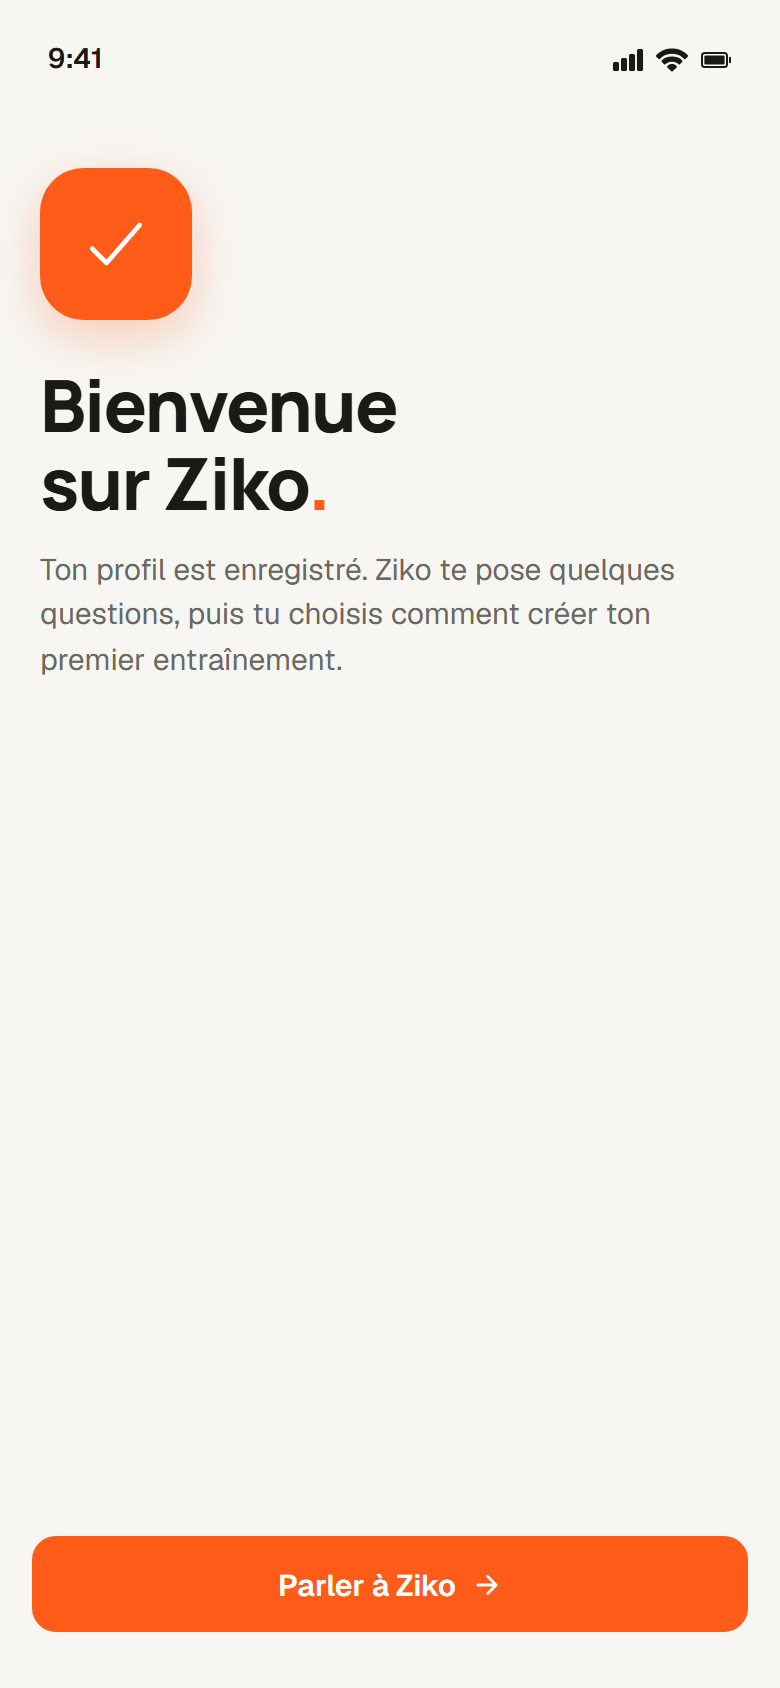 9:41
Bienvenue
sur Ziko.
Ton profil est enregistré. Ziko te pose quelques
questions, puis tu choisis comment créer ton
premier entraînement.
Parler à Ziko →